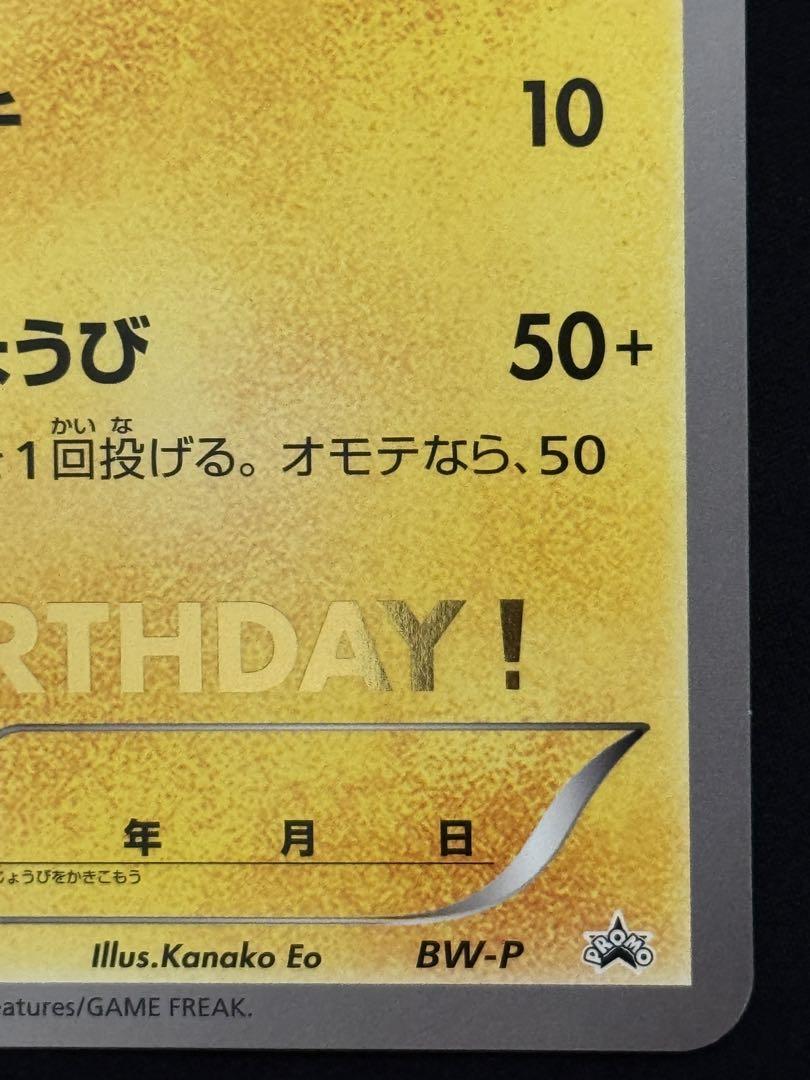 10
ょうび 50+
かい な
1回投げる。オモテなら、50
RTHDAY!
年 月 日
じょうびをかきこもう
Illus.Kanako Eo BW-P PROMO
eatures/GAME FREAK.